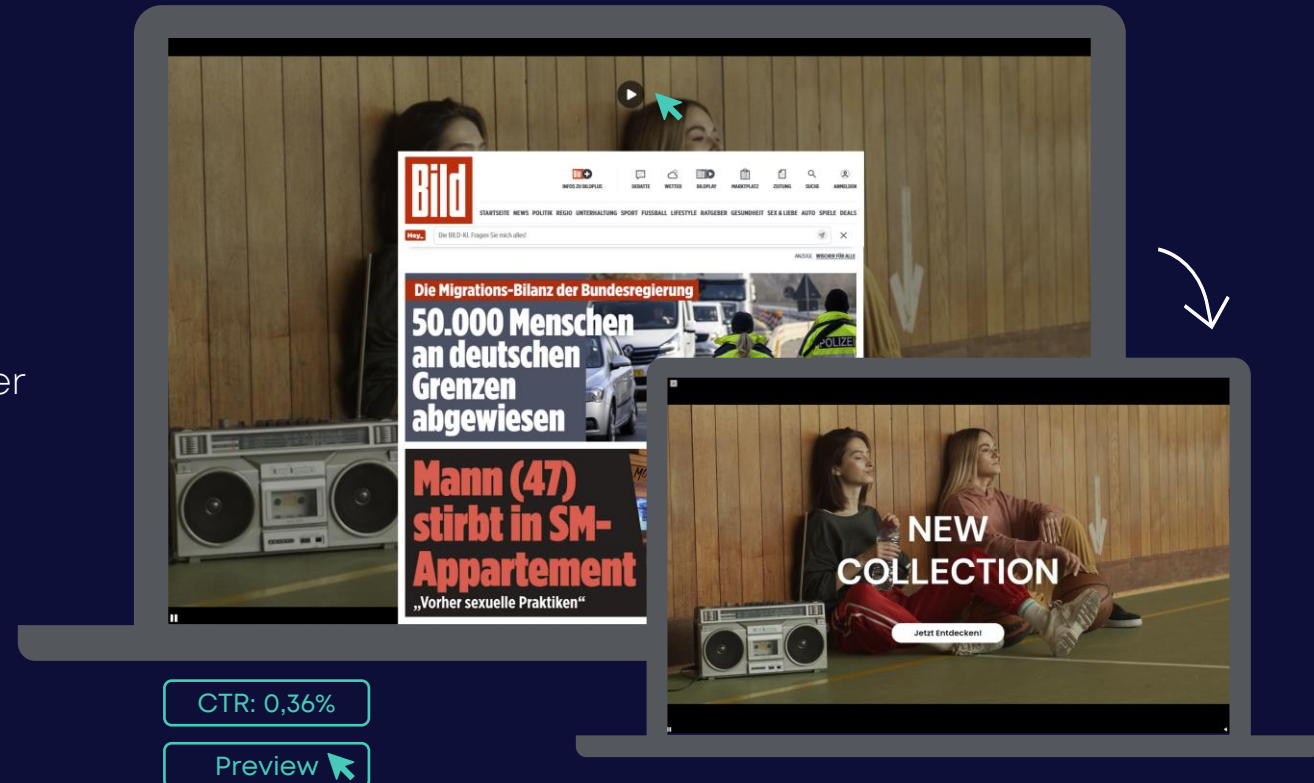 er
Bild
INFOS ZU BILDPLUS
DEBATTE
WETTER
BILDPLAY
MARKTPLATZ
ZEITUNG
SUCHE
ANMELDEN
STARTSEITE NEWS POLITIK REGIO UNTERHALTUNG SPORT FUSSBALL LIFESTYLE RATGEBER GESUNDHEIT SEX & LIEBE AUTO SPIELE DEALS
Hey_
Die BILD-KI. Fragen Sie mich alles!
ANZEIGE
Die Migrations-Bilanz der Bundesregierung
50.000 Menschen
an deutschen
Grenzen
abgewiesen
POLIZEI
Mann (47)
stirbt in SM-
Appartement
„Vorher sexuelle Praktiken“
NEW
COLLECTION
Jetzt Entdecken!
CTR: 0,36%
Preview